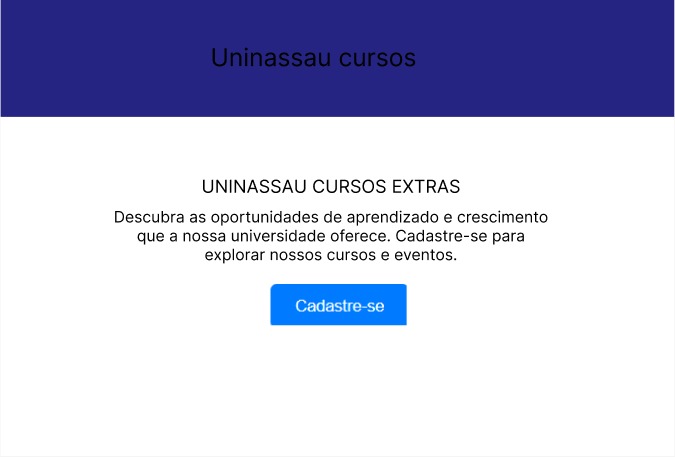 Uninassau cursos
UNINASSAU CURSOS EXTRAS
Descubra as oportunidades de aprendizado e crescimento
que a nossa universidade oferece. Cadastre-se para
explorar nossos cursos e eventos.
Cadastre-se